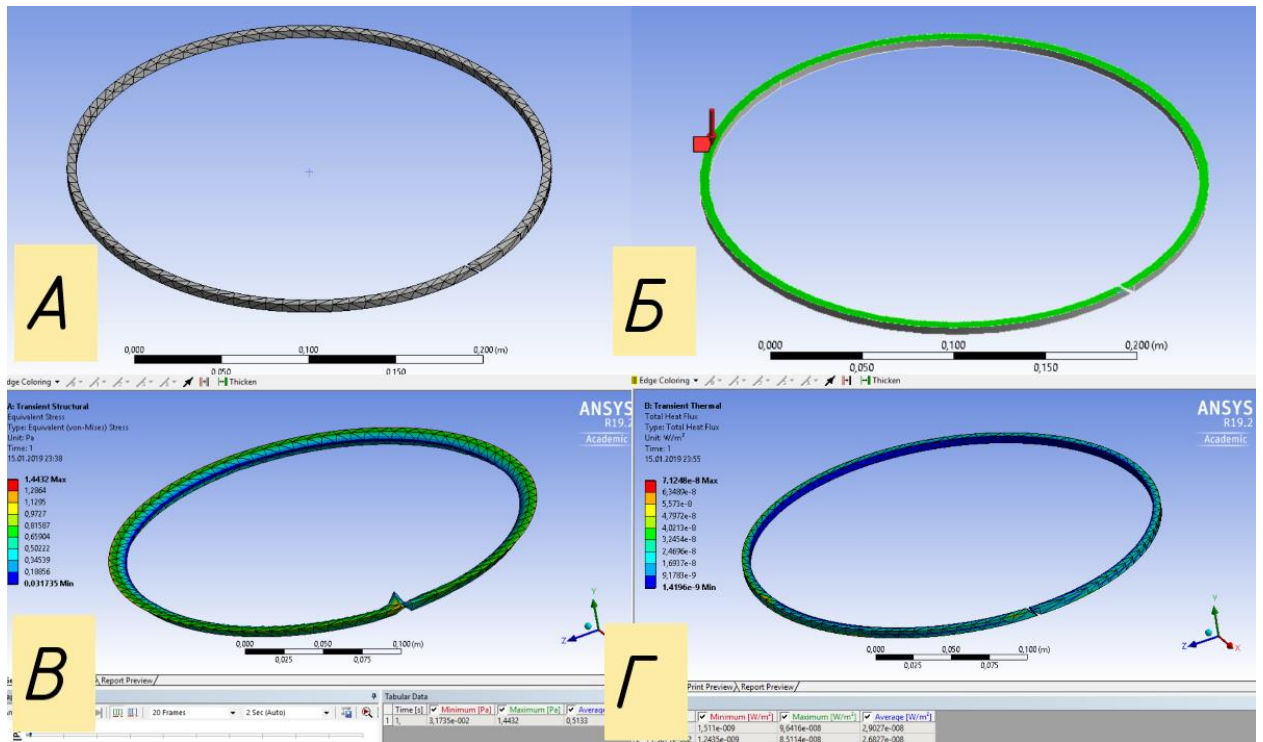 А
0,000 0,100 0,200 (m)
0,050 0,150
Б
0,000 0,100 0,200 (m)
0,050 0,150
dge Coloring Thicken
A: Transient Structural
Equivalent Stress
Type: Equivalent (von-Mises) Stress
Unit: Pa
Time: 1
15.01.2019 23:38
1,4432 Max
1,2864
1,1295
0,9727
0,81587
0,65904
0,50222
0,34539
0,18856
0,031735 Min
ANSYS
R19.2
Academic
0,000 0,050 0,100 (m)
0,025 0,075
Y
Z
В
Report Preview
20 Frames 2 Sec (Auto)
Tabular Data
Time [s] Minimum [Pa] Maximum [Pa] Averag
1 1, 3,1735e-002 1,4432 0,5133
Edge Coloring Thicken
B: Transient Thermal
Total Heat Flux
Type: Total Heat Flux
Unit: W/m²
Time: 1
15.01.2019 23:55
7,1248e-8 Max
6,3489e-8
5,573e-8
4,7972e-8
4,0213e-8
3,2454e-8
2,4696e-8
1,6937e-8
9,1783e-9
1,4196e-9 Min
ANSYS
R19.2
Academic
0,000 0,050 0,100 (m)
0,025 0,075
Y
Z
X
Г
Print Preview Report Preview
Minimum [W/m²] Maximum [W/m²] Average [W/m²]
1,511e-009 9,6416e-008 2,9027e-008
1,2435e-009 8,5114e-008 2,6827e-008